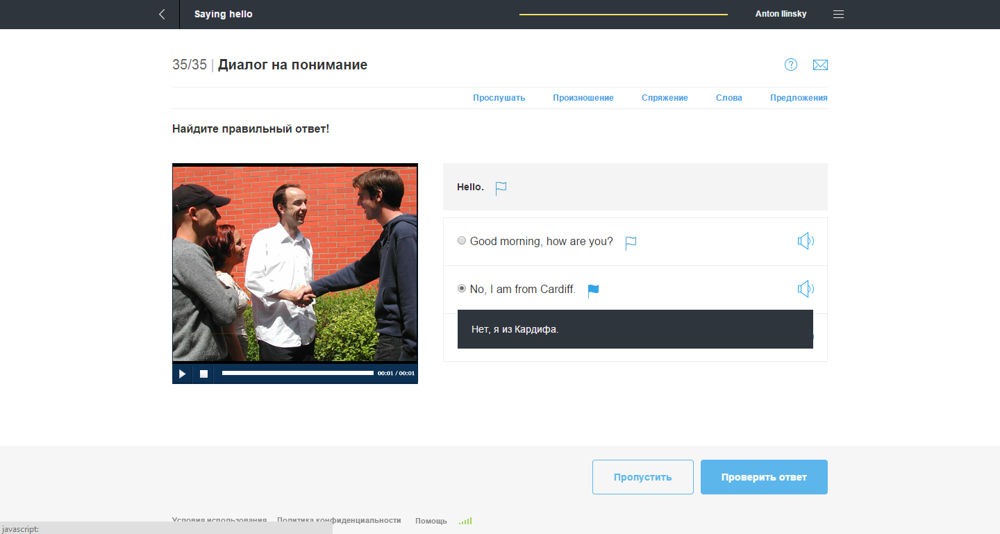 Saying hello
Anton Ilinsky
35/35 | Диалог на понимание
Прослушать Произношение Спряжение Слова Предложения
Найдите правильный ответ!
Hello.
Good morning, how are you?
No, I am from Cardiff.
Нет, я из Кардифа.
00:01 / 00:01
Пропустить Проверить ответ
Условия использования Политика конфиденциальности Помощь
javascript: